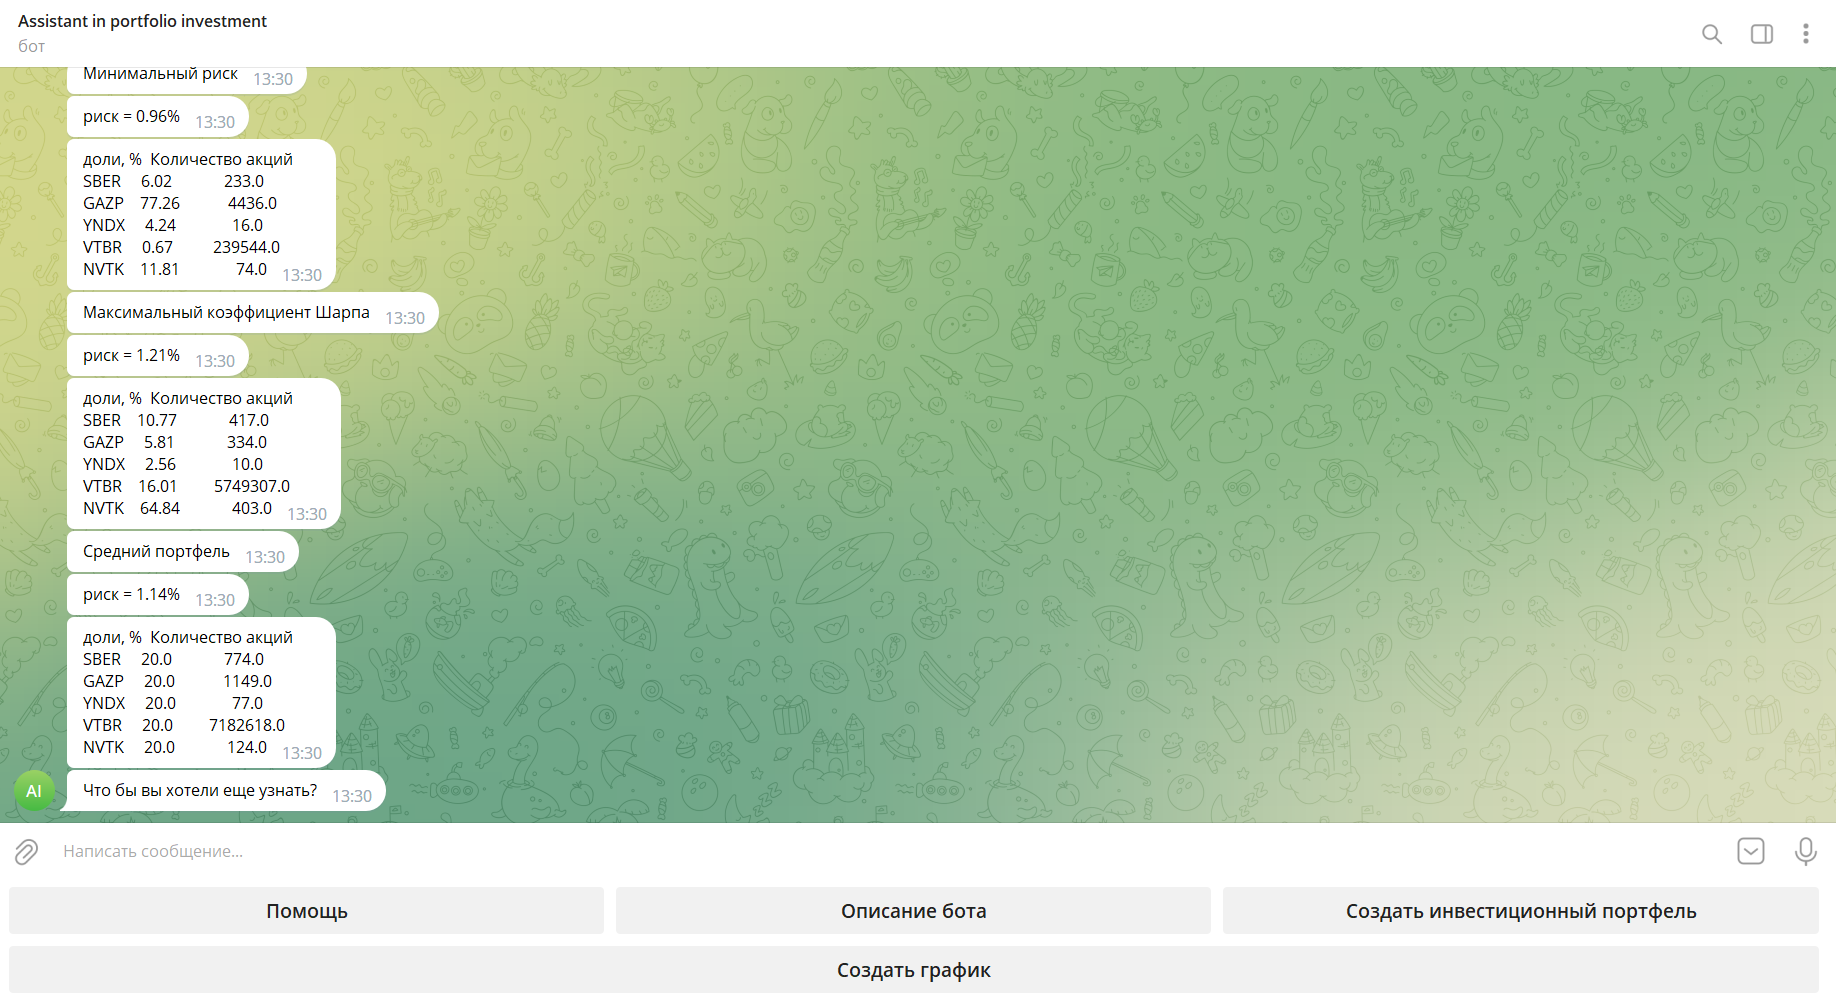 Assistant in portfolio investment
бот
Минимальный риск 13:30
риск = 0.96% 13:30
доли, % Количество акций
SBER 6.02 233.0
GAZP 77.26 4436.0
YNDX 4.24 16.0
VTBR 0.67 239544.0
NVTK 11.81 74.0 13:30
Максимальный коэффициент Шарпа 13:30
риск = 1.21% 13:30
доли, % Количество акций
SBER 10.77 417.0
GAZP 5.81 334.0
YNDX 2.56 10.0
VTBR 16.01 5749307.0
NVTK 64.84 403.0 13:30
Средний портфель 13:30
риск = 1.14% 13:30
доли, % Количество акций
SBER 20.0 774.0
GAZP 20.0 1149.0
YNDX 20.0 77.0
VTBR 20.0 7182618.0
NVTK 20.0 124.0 13:30
AI Что бы вы хотели еще узнать? 13:30
Написать сообщение...
Помощь Описание бота Создать инвестиционный портфель
Создать график